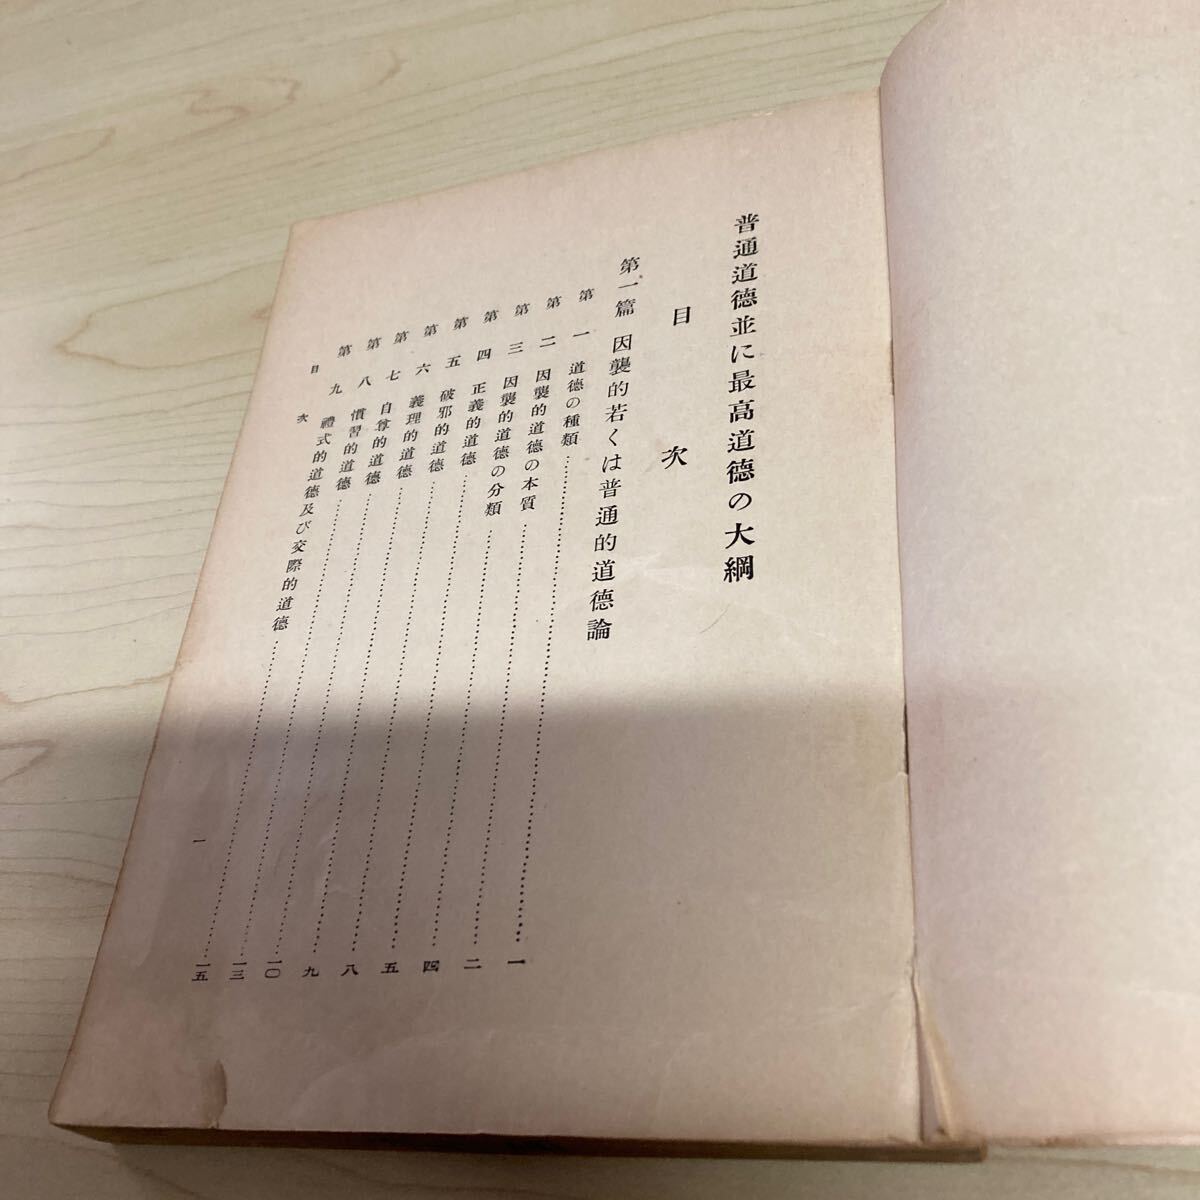 普通道德並に最高道德の大綱
目次
第一篇 因襲的若くは普通的道德論
第一 道德の種類……一
第二 因襲的道德の本質……二
第三 因襲的道德の分類……四
第四 正義的道德……五
第五 破邪的道德……八
第六 義理的道德……九
第七 自尊的道德……一〇
第八 慣習的道德……一三
第九 禮式的道德及び交際的道德……一五
目次
一